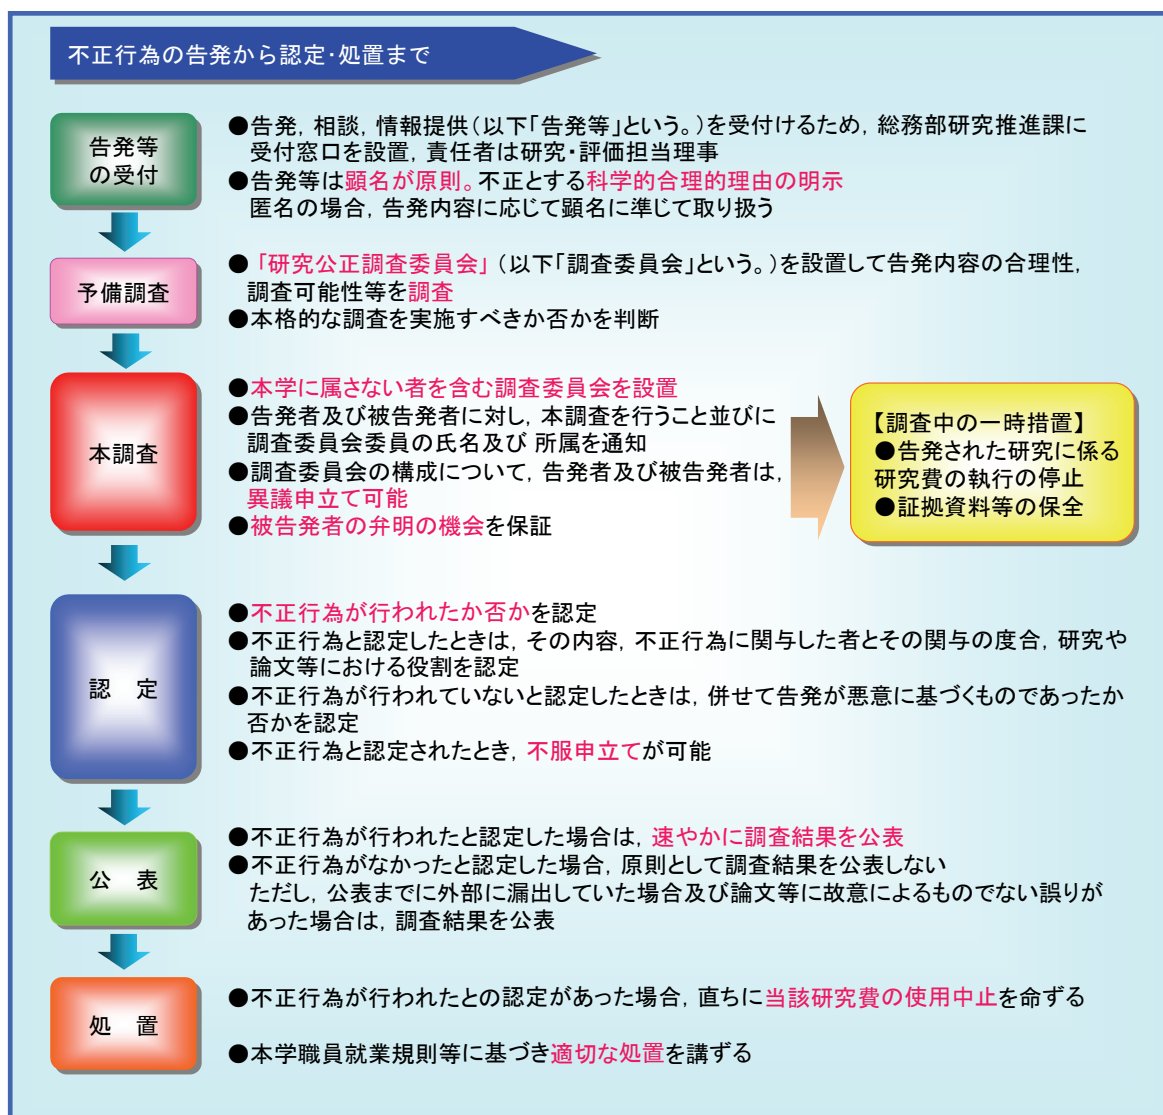 不正行為の告発から認定・処置まで
告発等
の受付
●告発，相談，情報提供（以下「告発等」という。）を受付けるため，総務部研究推進課に
受付窓口を設置，責任者は研究・評価担当理事
●告発等は顕名が原則。不正とする科学的合理的理由の明示
匿名の場合，告発内容に応じて顕名に準じて取り扱う
予備調査
●「研究公正調査委員会」（以下「調査委員会」という。）を設置して告発内容の合理性，
調査可能性等を調査
●本格的な調査を実施すべきか否かを判断
本調査
●本学に属さない者を含む調査委員会を設置
●告発者及び被告発者に対し，本調査を行うこと並びに
調査委員会委員の氏名及び 所属を通知
●調査委員会の構成について，告発者及び被告発者は，
異議申立て可能
●被告発者の弁明の機会を保証
【調査中の一時措置】
●告発された研究に係る
研究費の執行の停止
●証拠資料等の保全
認　定
●不正行為が行われたか否かを認定
●不正行為と認定したときは，その内容，不正行為に関与した者とその関与の度合，研究や
論文等における役割を認定
●不正行為が行われていないと認定したときは，併せて告発が悪意に基づくものであったか
否かを認定
●不正行為と認定されたとき，不服申立てが可能
公　表
●不正行為が行われたと認定した場合は，速やかに調査結果を公表
●不正行為がなかったと認定した場合，原則として調査結果を公表しない
ただし，公表までに外部に漏出していた場合及び論文等に故意によるものでない誤りが
あった場合は，調査結果を公表
処　置
●不正行為が行われたとの認定があった場合，直ちに当該研究費の使用中止を命ずる
●本学職員就業規則等に基づき適切な処置を講ずる